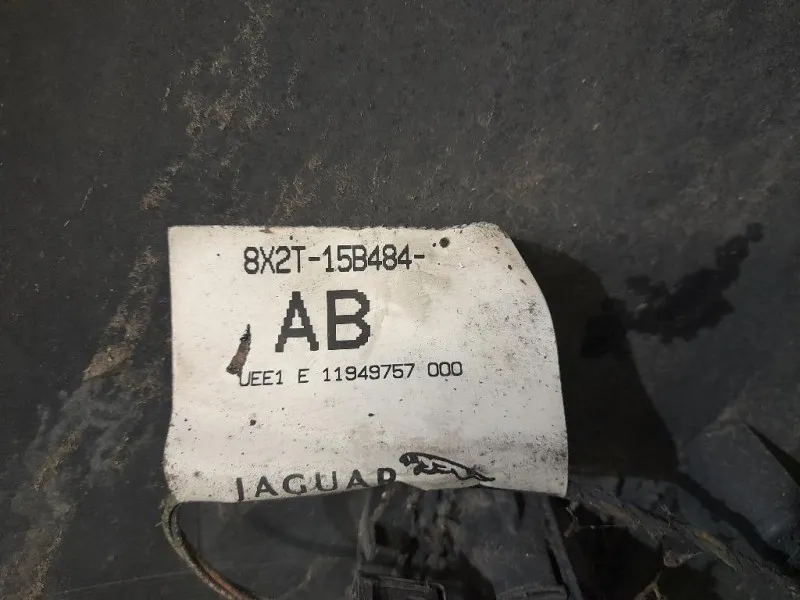 8X2T-15B484-
AB
UEE1 E 11949757 000
JAGUAR